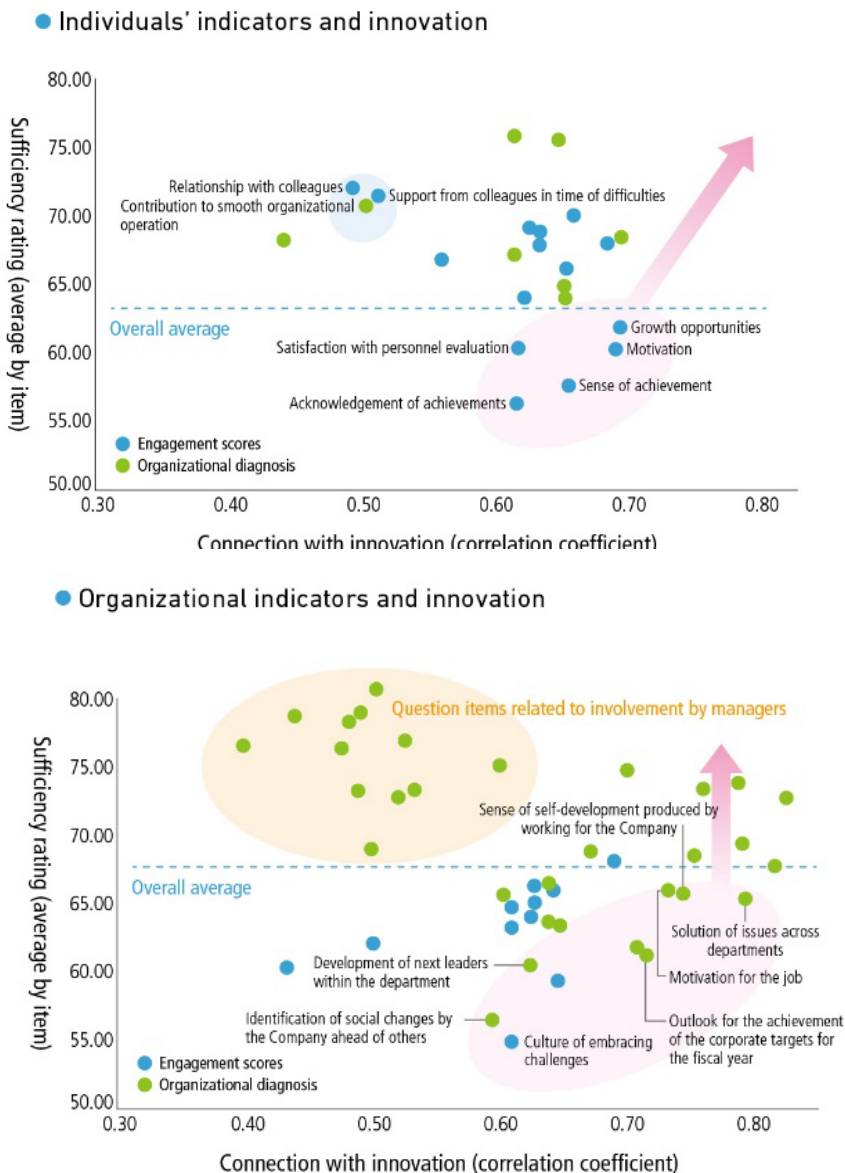 Individuals' indicators and innovation
Sufficiency rating (average by item)
80.00
75.00
70.00
65.00
60.00
55.00
50.00
Relationship with colleagues
Support from colleagues in time of difficulties
Contribution to smooth organizational
operation
Overall average
Growth opportunities
Satisfaction with personnel evaluation
Motivation
Sense of achievement
Acknowledgement of achievements
Engagement scores
Organizational diagnosis
0.30
0.40
0.50
0.60
0.70
0.80
Connection with innovation (correlation coefficient)
Organizational indicators and innovation
Sufficiency rating (average by item)
80.00
75.00
70.00
65.00
60.00
55.00
50.00
Question items related to involvement by managers
Sense of self-development produced by
working for the Company
Overall average
Solution of issues across
departments
Development of next leaders
within the department
Motivation for the job
Identification of social changes by
the Company ahead of others
Outlook for the achievement
of the corporate targets for
the fiscal year
Culture of embracing
challenges
Engagement scores
Organizational diagnosis
0.30
0.40
0.50
0.60
0.70
0.80
Connection with innovation (correlation coefficient)